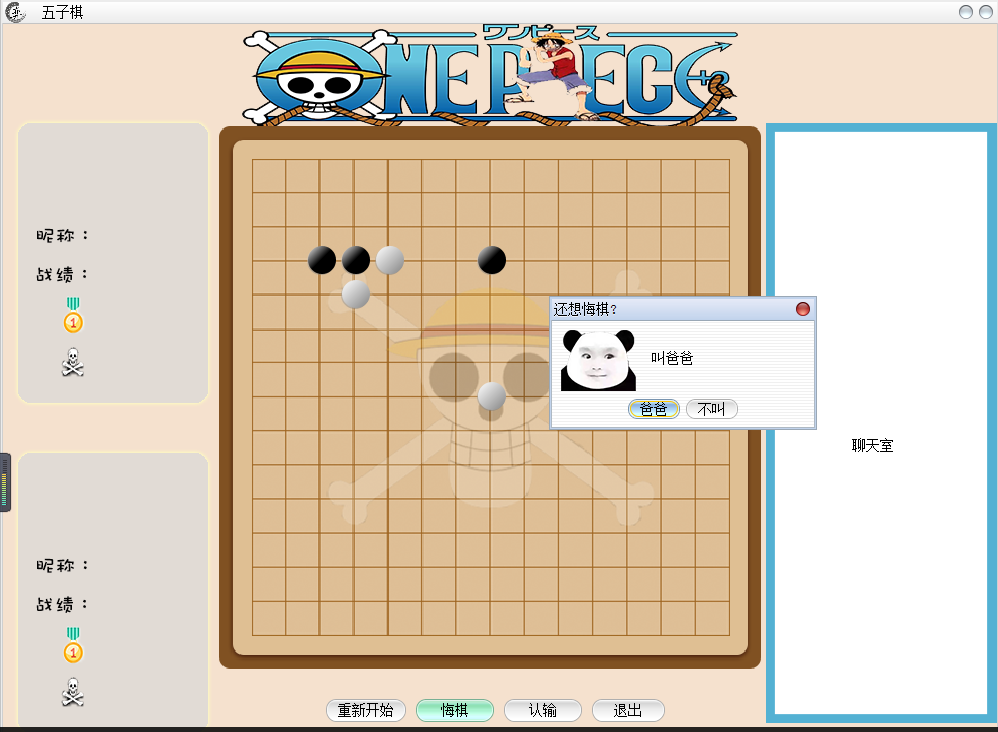 五子棋
ワンピース
ONE PIECE
昵称：
战绩：
1
还想悔棋?
叫爸爸
爸爸
不叫
聊天室
昵称：
战绩：
1
重新开始
悔棋
认输
退出